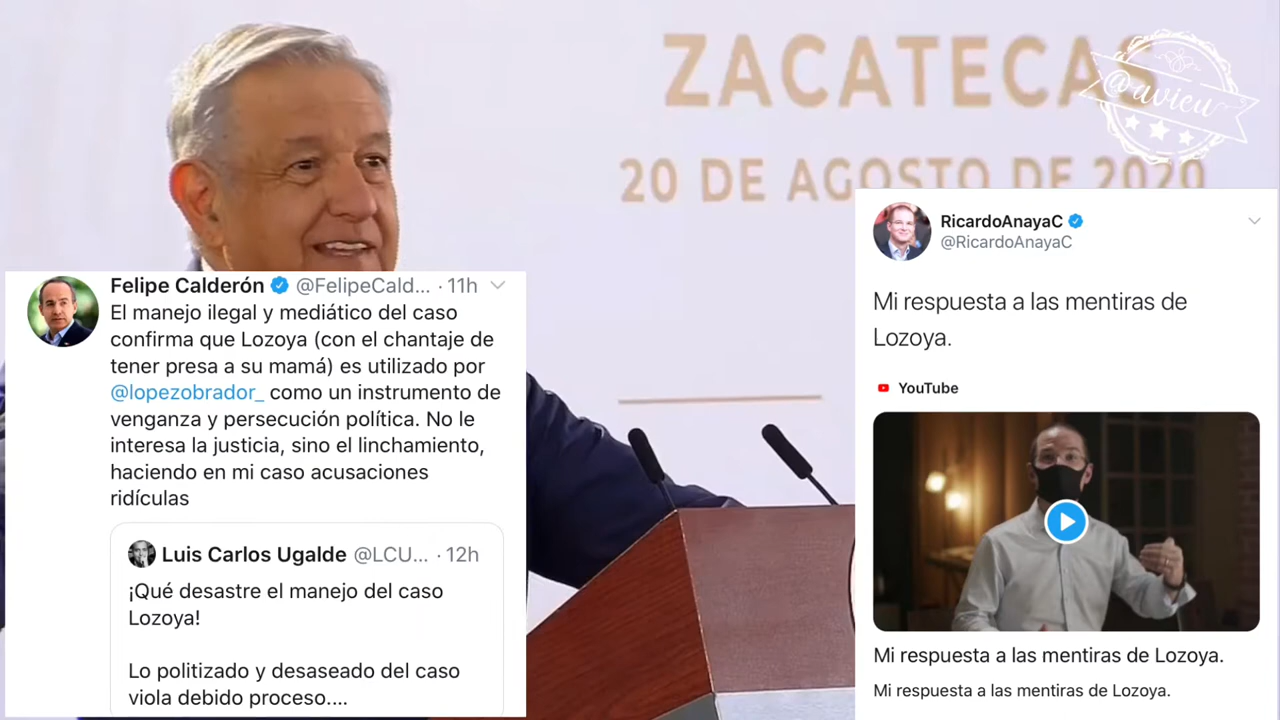 ZACATECAS
20 DE AGOSTO DE 2020
@avieu
Felipe Calderón @FelipeCald... · 11h
El manejo ilegal y mediático del caso
confirma que Lozoya (con el chantaje de
tener presa a su mamá) es utilizado por
@lopezobrador_ como un instrumento de
venganza y persecución política. No le
interesa la justicia, sino el linchamiento,
haciendo en mi caso acusaciones
ridículas
Luis Carlos Ugalde @LCU... · 12h
¡Qué desastre el manejo del caso
Lozoya!
Lo politizado y desaseado del caso
viola debido proceso....
RicardoAnayaC
@RicardoAnayaC
Mi respuesta a las mentiras de
Lozoya.
YouTube
Mi respuesta a las mentiras de Lozoya.
Mi respuesta a las mentiras de Lozoya.